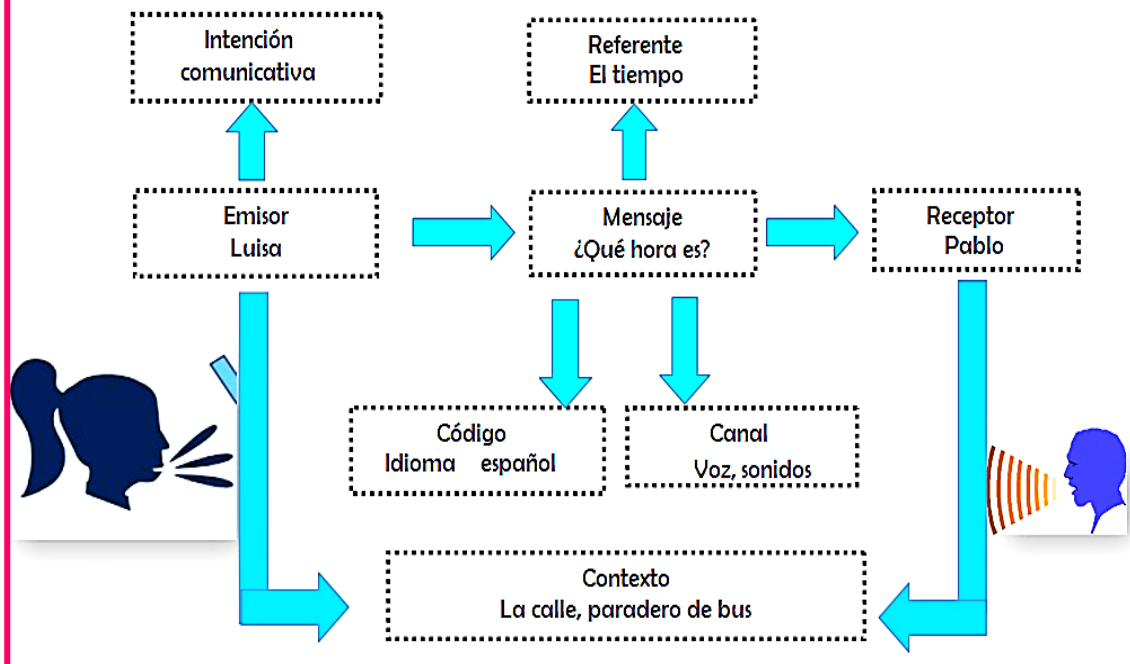 Intención
comunicativa
Referente
El tiempo
Emisor
Luisa
Mensaje
¿Qué hora es?
Receptor
Pablo
Código
Idioma español
Canal
Voz, sonidos
Contexto
La calle, paradero de bus